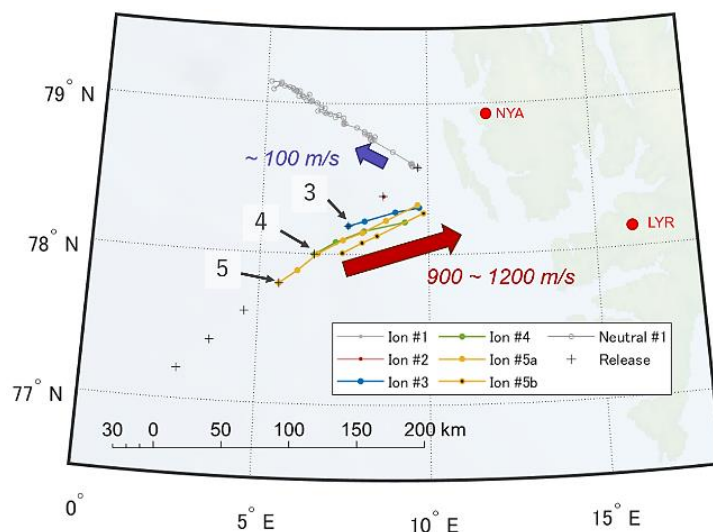 79° N
NYA
~ 100 m/s
3
LYR
4
78° N
5
900 ~ 1200 m/s
Ion #1 Ion #4 Neutral #1
Ion #2 Ion #5a + Release
Ion #3 Ion #5b
77° N
30 0 50 100 150 200 km
0° 5° E 10° E 15° E